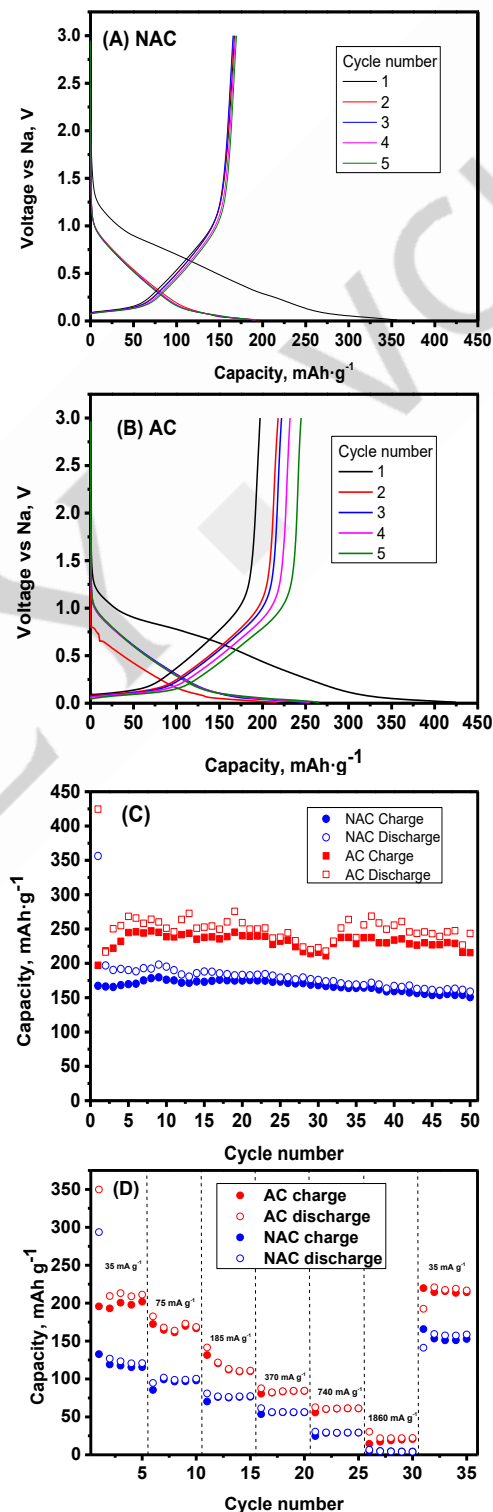 (A) NAC
Cycle number
1
2
3
4
5
Voltage vs Na, V
3.0
2.5
2.0
1.5
1.0
0.5
0.0
0 50 100 150 200 250 300 350 400 450
Capacity, mAh·g⁻¹
(B) AC
Cycle number
1
2
3
4
5
Voltage vs Na, V
3.0
2.5
2.0
1.5
1.0
0.5
0.0
0 50 100 150 200 250 300 350 400 450
Capacity, mAh·g⁻¹
(C)
NAC Charge
NAC Discharge
AC Charge
AC Discharge
Capacity, mAh·g⁻¹
450
400
350
300
250
200
150
100
50
0
0 5 10 15 20 25 30 35 40 45 50
Cycle number
(D)
AC charge
AC discharge
NAC charge
NAC discharge
35 mA g⁻¹
75 mA g⁻¹
185 mA g⁻¹
370 mA g⁻¹
740 mA g⁻¹
1860 mA g⁻¹
35 mA g⁻¹
Capacity, mAh g⁻¹
350
300
250
200
150
100
50
0
5 10 15 20 25 30 35
Cycle number